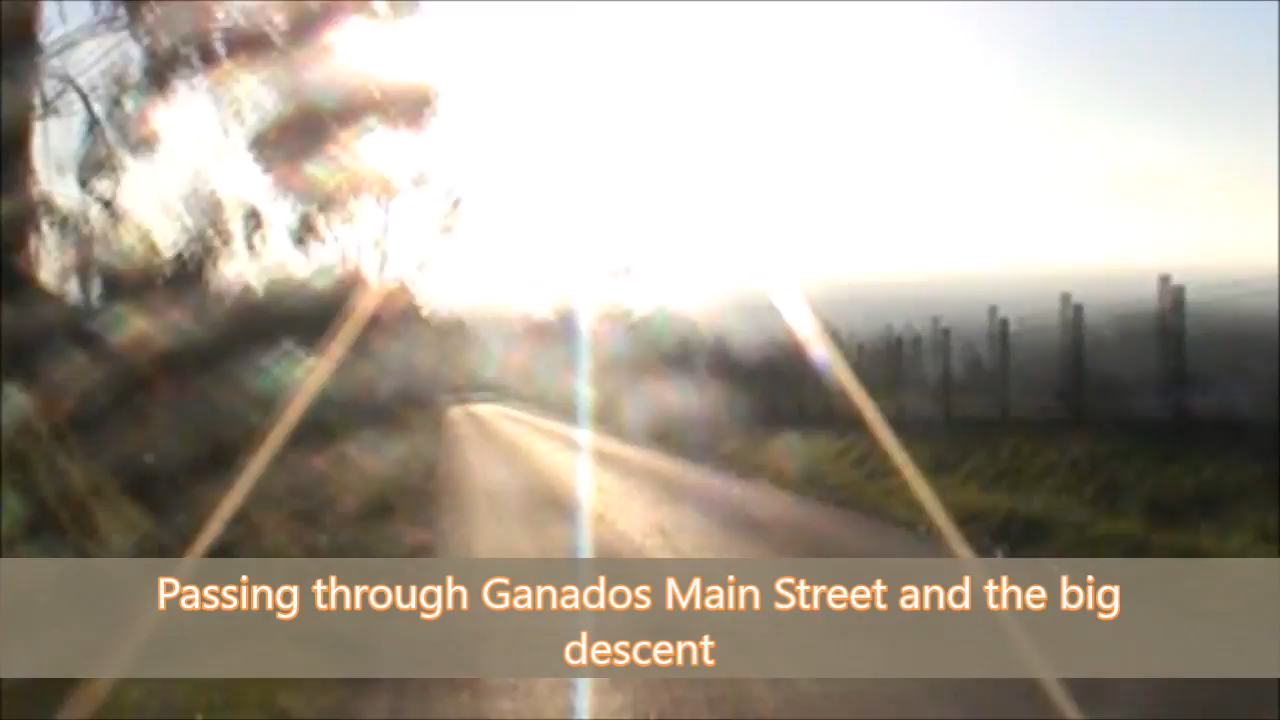 Passing through Ganados Main Street and the big
descent